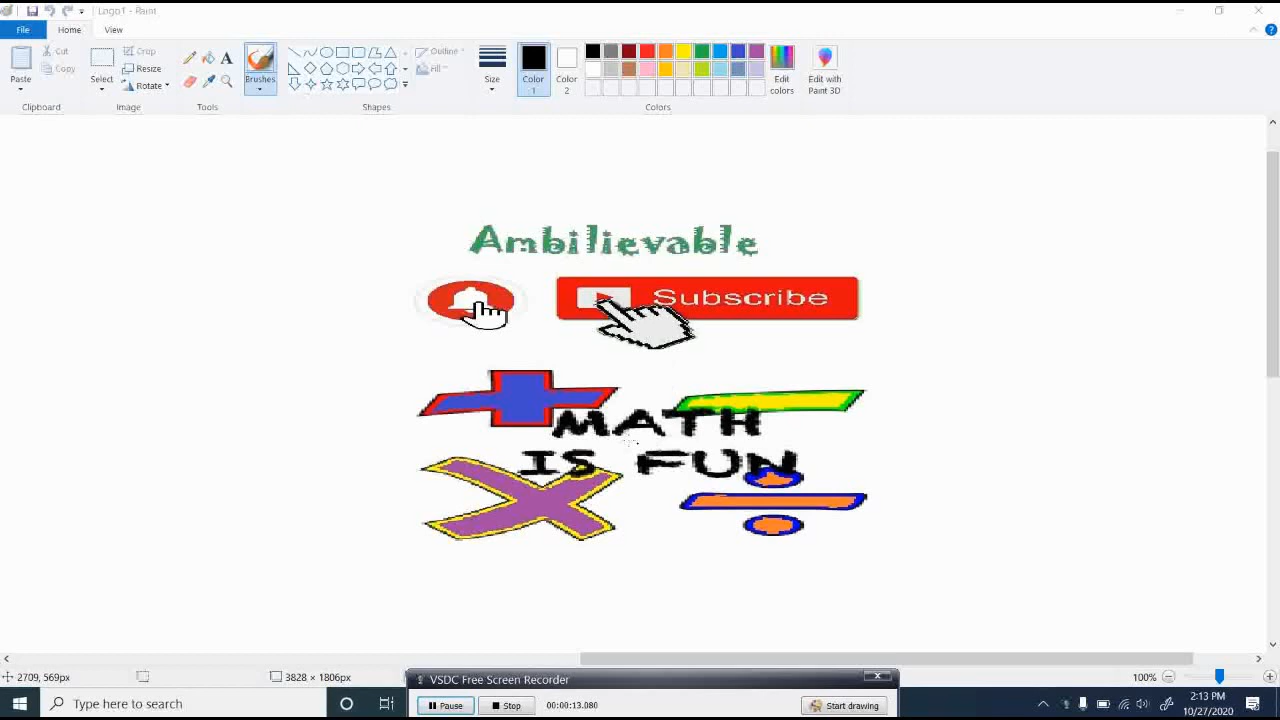 Logo1 - Paint
File Home View
Paste Cut Copy
Select Crop Resize Rotate
Brushes
Outline Fill
Size Color 1 Color 2 Edit colors Edit with Paint 3D
Clipboard Image Tools Shapes Colors
Ambilievable
Subscribe
MATH
IS FUN
2709, 569px 3828 × 1806px 100%
VSDC Free Screen Recorder
Pause Stop 00:00:13.080 Start drawing
Type here to search
2:13 PM
10/27/2020